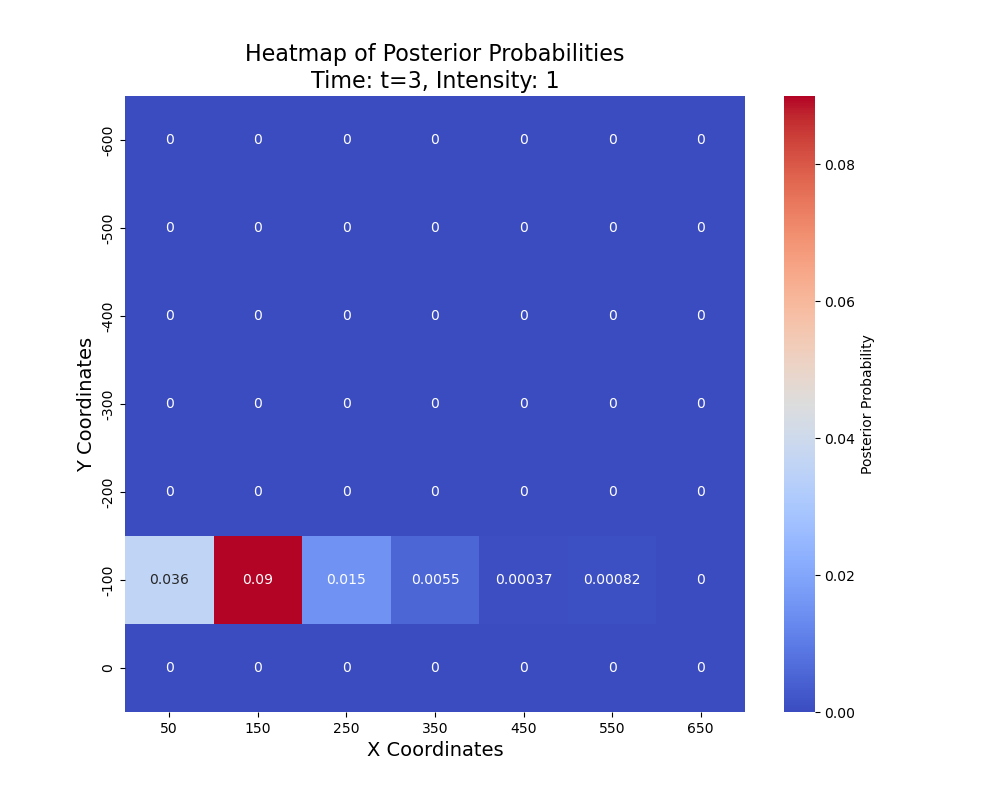 Heatmap of Posterior Probabilities
Time: t=3, Intensity: 1
Y Coordinates
-600
0 0 0 0 0 0 0
-500
0 0 0 0 0 0 0
-400
0 0 0 0 0 0 0
-300
0 0 0 0 0 0 0
-200
0 0 0 0 0 0 0
-100
0.036 0.09 0.015 0.0055 0.00037 0.00082 0
0
0 0 0 0 0 0 0
50 150 250 350 450 550 650
X Coordinates
0.08
0.06
0.04
0.02
0.00
Posterior Probability